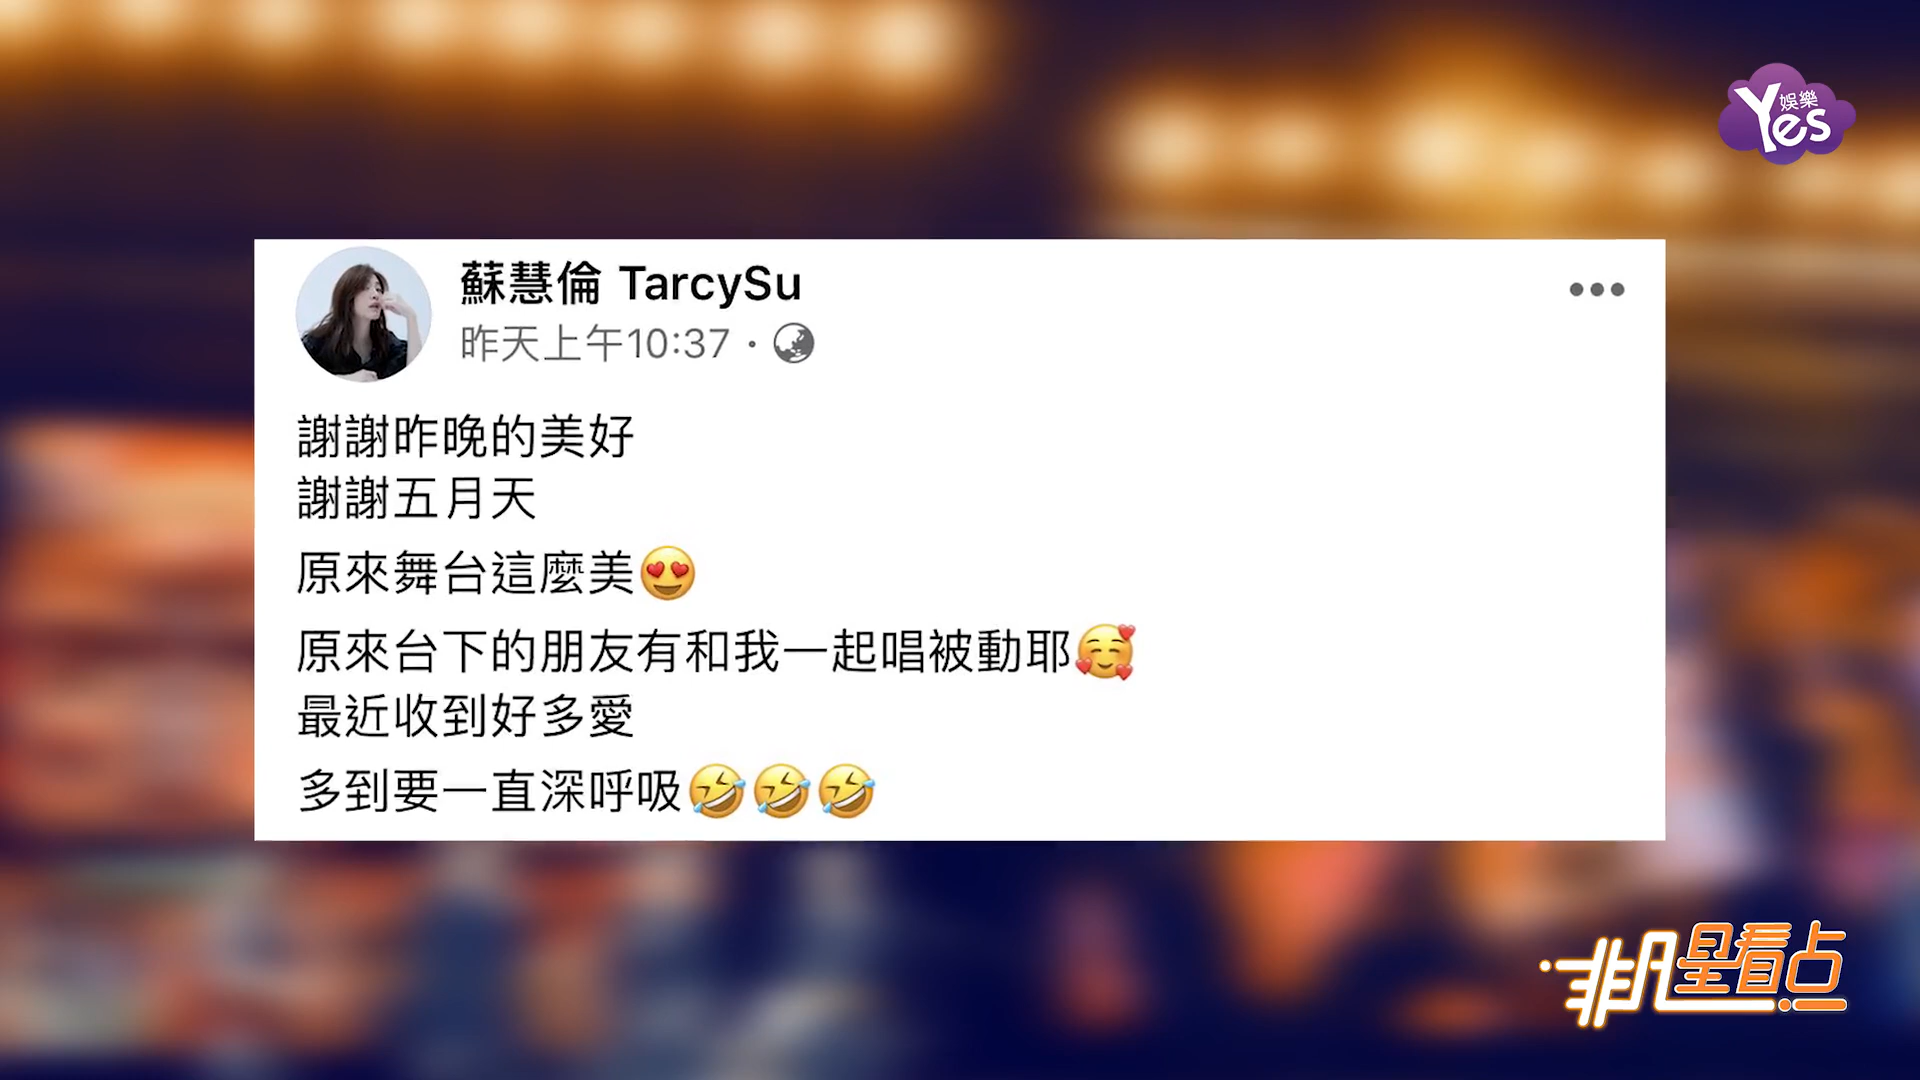 Yes娛樂
蘇慧倫 TarcySu
昨天上午10:37
謝謝昨晚的美好
謝謝五月天
原來舞台這麼美😍
原來台下的朋友有和我一起唱被動耶🥰
最近收到好多愛
多到要一直深呼吸🤣🤣🤣
非凡星看点